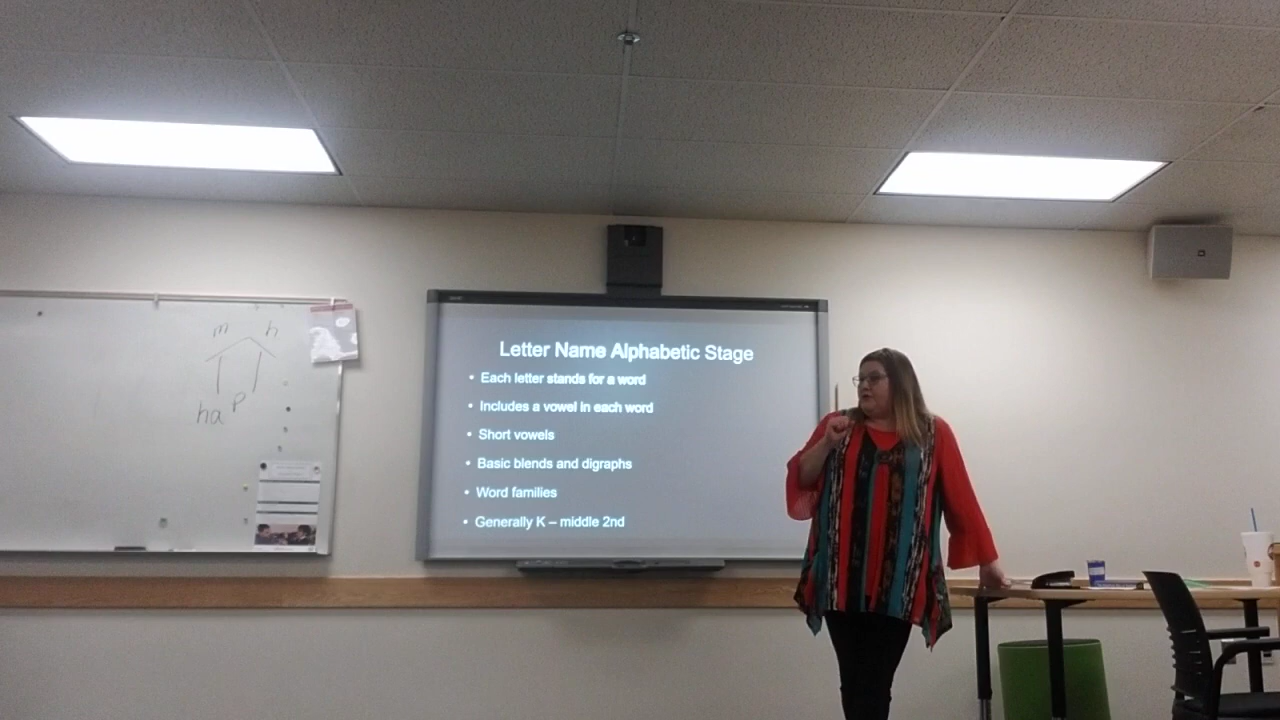 m h
ha p
Letter Name Alphabetic Stage
• Each letter stands for a word
• Includes a vowel in each word
• Short vowels
• Basic blends and digraphs
• Word families
• Generally K – middle 2nd